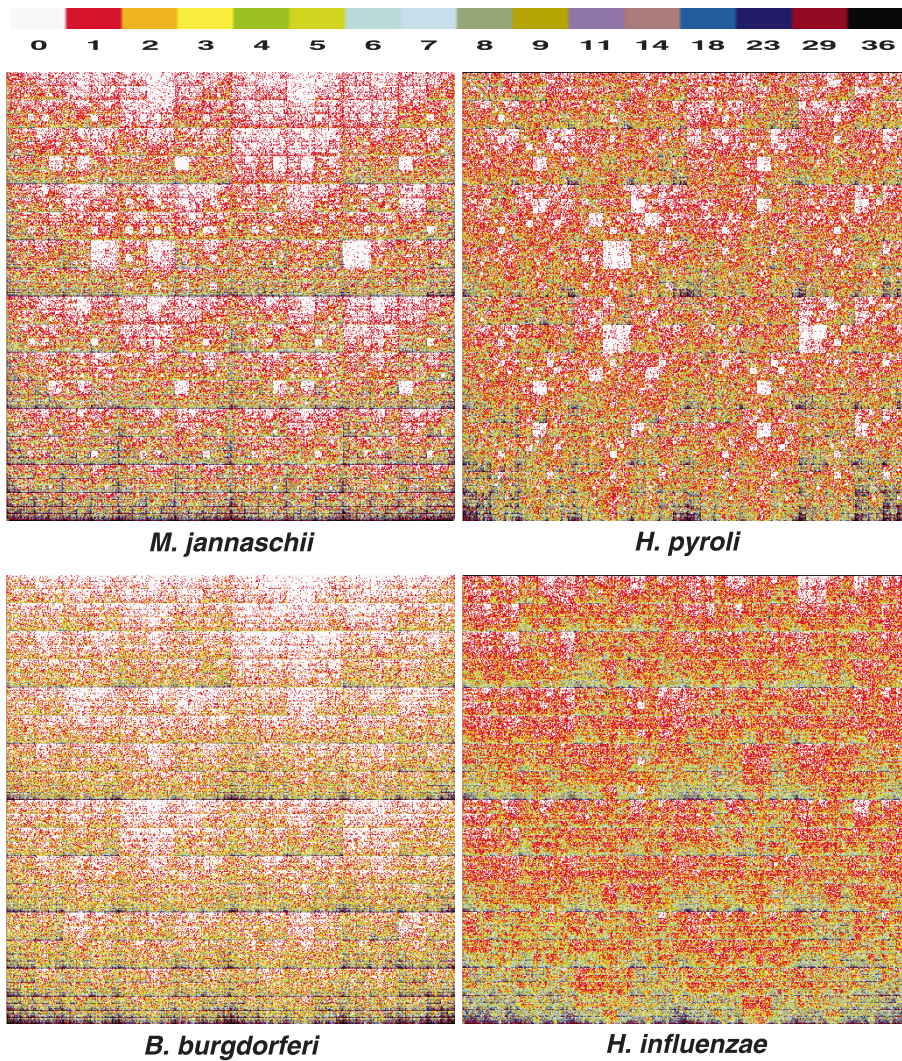 0 1 2 3 4 5 6 7 8 9 11 14 18 23 29 36
M. jannaschii
H. pyroli
B. burgdorferi
H. influenzae